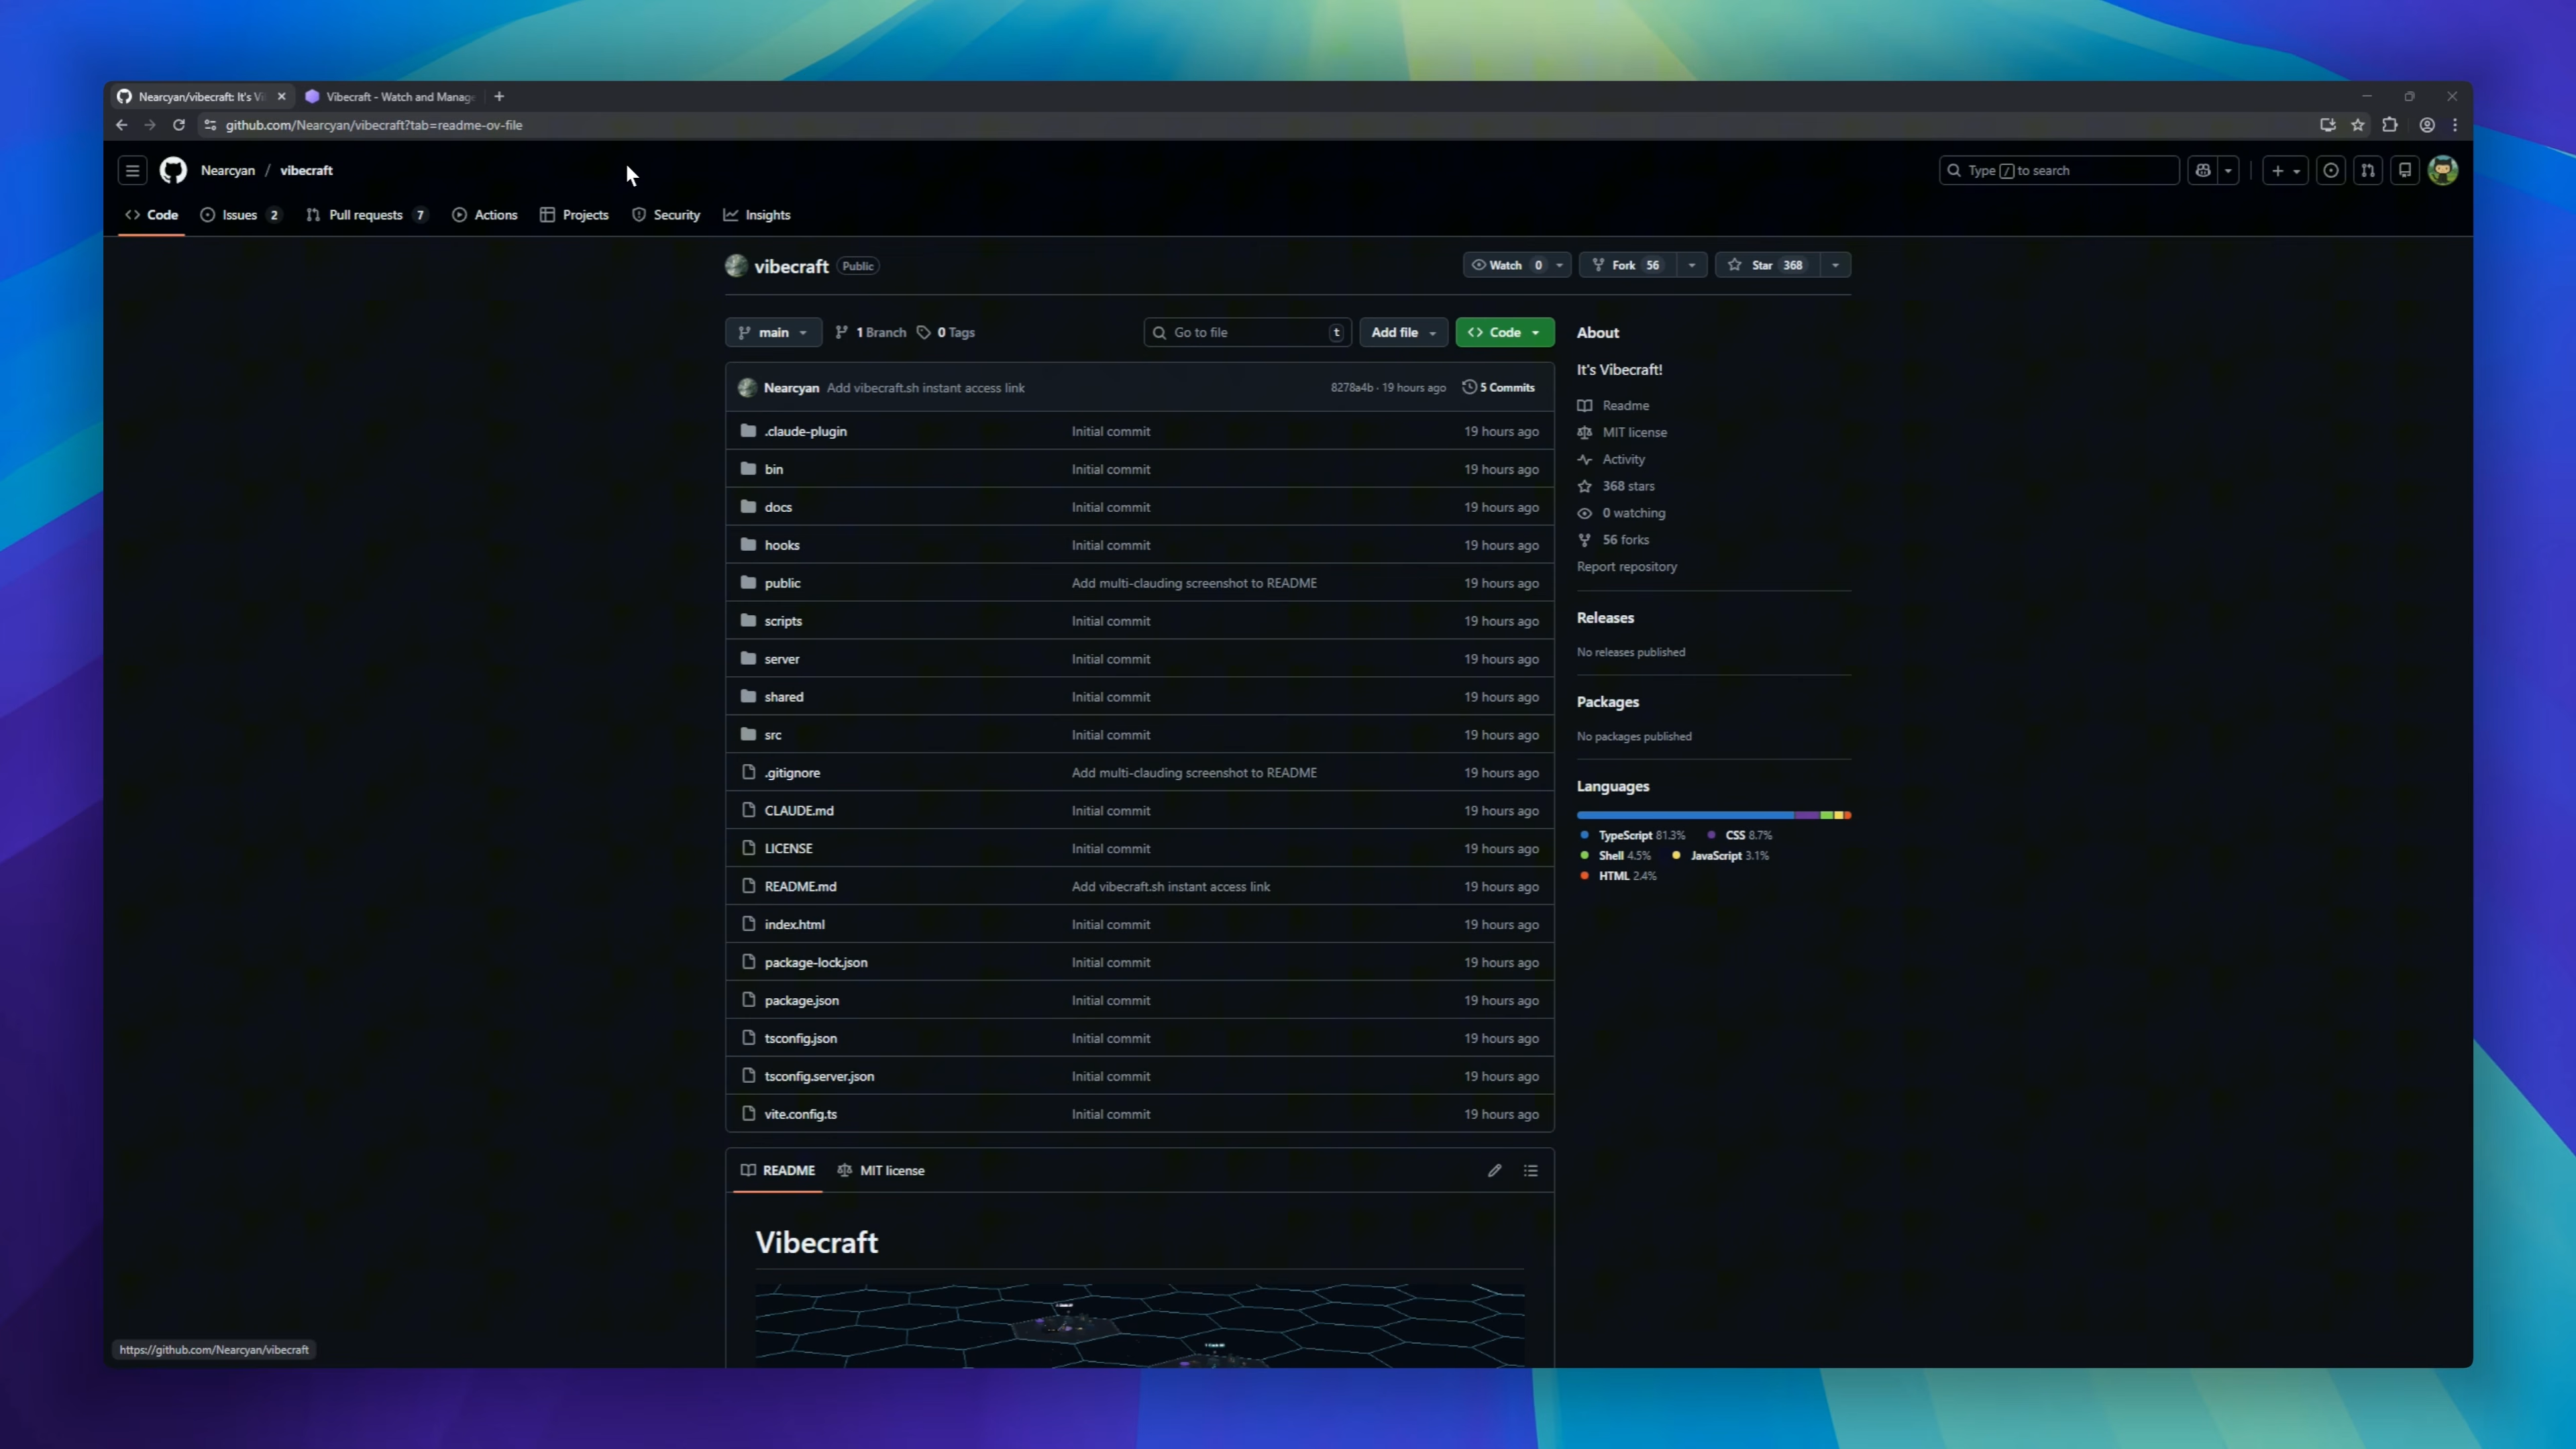 Nearcyan/vibecraft: It's Vi
Vibecraft - Watch and Manag
github.com/Nearcyan/vibecraft?tab=readme-ov-file
Nearcyan / vibecraft
Type / to search
Code
Issues 2
Pull requests 7
Actions
Projects
Security
Insights
vibecraft Public
Watch 0
Fork 56
Star 368
main
1 Branch
0 Tags
Go to file t
Add file
Code
Nearcyan Add vibecraft.sh instant access link
8278a4b · 19 hours ago
5 Commits
.claude-plugin Initial commit 19 hours ago
bin Initial commit 19 hours ago
docs Initial commit 19 hours ago
hooks Initial commit 19 hours ago
public Add multi-clauding screenshot to README 19 hours ago
scripts Initial commit 19 hours ago
server Initial commit 19 hours ago
shared Initial commit 19 hours ago
src Initial commit 19 hours ago
.gitignore Add multi-clauding screenshot to README 19 hours ago
CLAUDE.md Initial commit 19 hours ago
LICENSE Initial commit 19 hours ago
README.md Add vibecraft.sh instant access link 19 hours ago
index.html Initial commit 19 hours ago
package-lock.json Initial commit 19 hours ago
package.json Initial commit 19 hours ago
tsconfig.json Initial commit 19 hours ago
tsconfig.server.json Initial commit 19 hours ago
vite.config.ts Initial commit 19 hours ago
README
MIT license
Vibecraft
About
It's Vibecraft!
Readme
MIT license
Activity
368 stars
0 watching
56 forks
Report repository
Releases
No releases published
Packages
No packages published
Languages
TypeScript 81.3% CSS 8.7%
Shell 4.5% JavaScript 3.1%
HTML 2.4%
https://github.com/Nearcyan/vibecraft